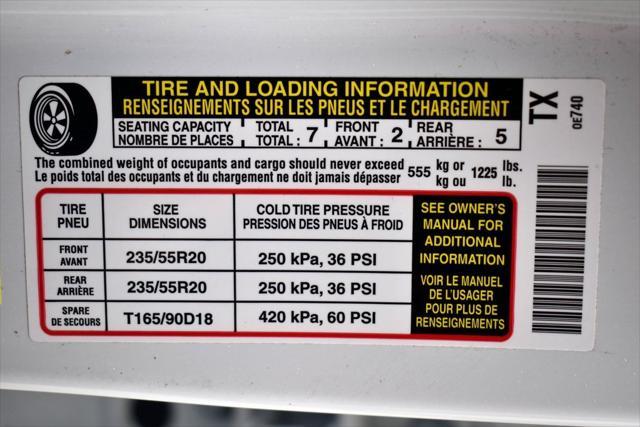 TIRE AND LOADING INFORMATION
RENSEIGNEMENTS SUR LES PNEUS ET LE CHARGEMENT
SEATING CAPACITY
NOMBRE DE PLACES
TOTAL
TOTAL : 7
FRONT
AVANT : 2
REAR
ARRIÈRE : 5
The combined weight of occupants and cargo should never exceed
Le poids total des occupants et du chargement ne doit jamais dépasser
555 kg or
kg ou
1225 lbs.
lb.
TIRE
PNEU
SIZE
DIMENSIONS
COLD TIRE PRESSURE
PRESSION DES PNEUS À FROID
FRONT
AVANT
235/55R20
250 kPa, 36 PSI
REAR
ARRIÈRE
235/55R20
250 kPa, 36 PSI
SPARE
DE SECOURS
T165/90D18
420 kPa, 60 PSI
SEE OWNER'S
MANUAL FOR
ADDITIONAL
INFORMATION
VOIR LE MANUEL
DE L'USAGER
POUR PLUS DE
RENSEIGNEMENTS
TX
0E740